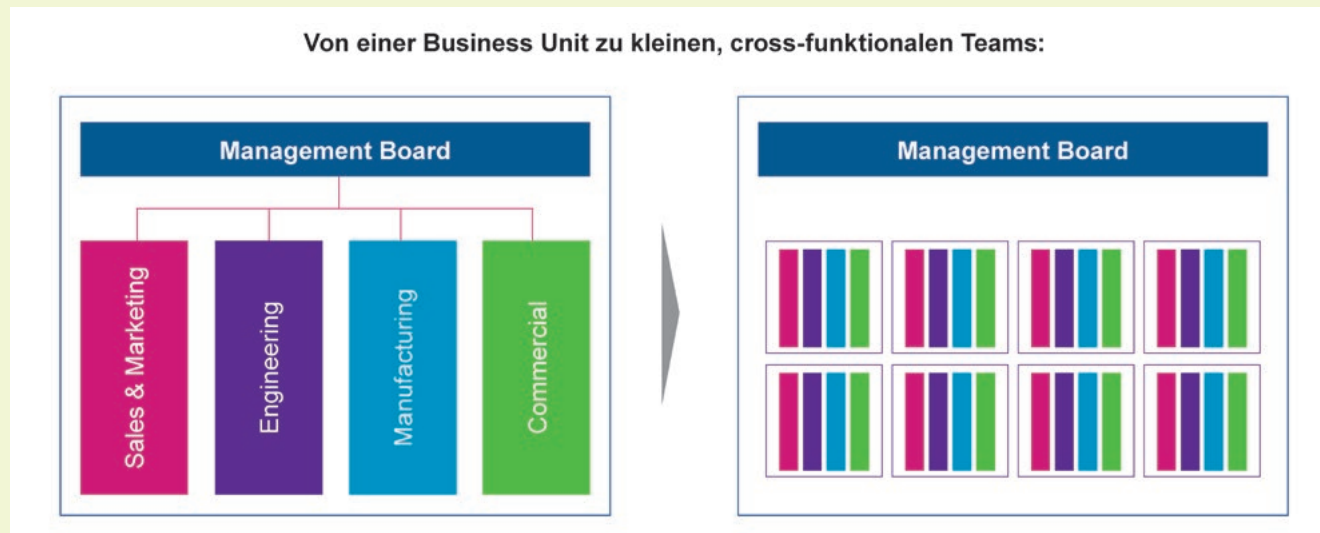 Von einer Business Unit zu kleinen, cross-funktionalen Teams:
Management Board
Sales & Marketing
Engineering
Manufacturing
Commercial
Management Board